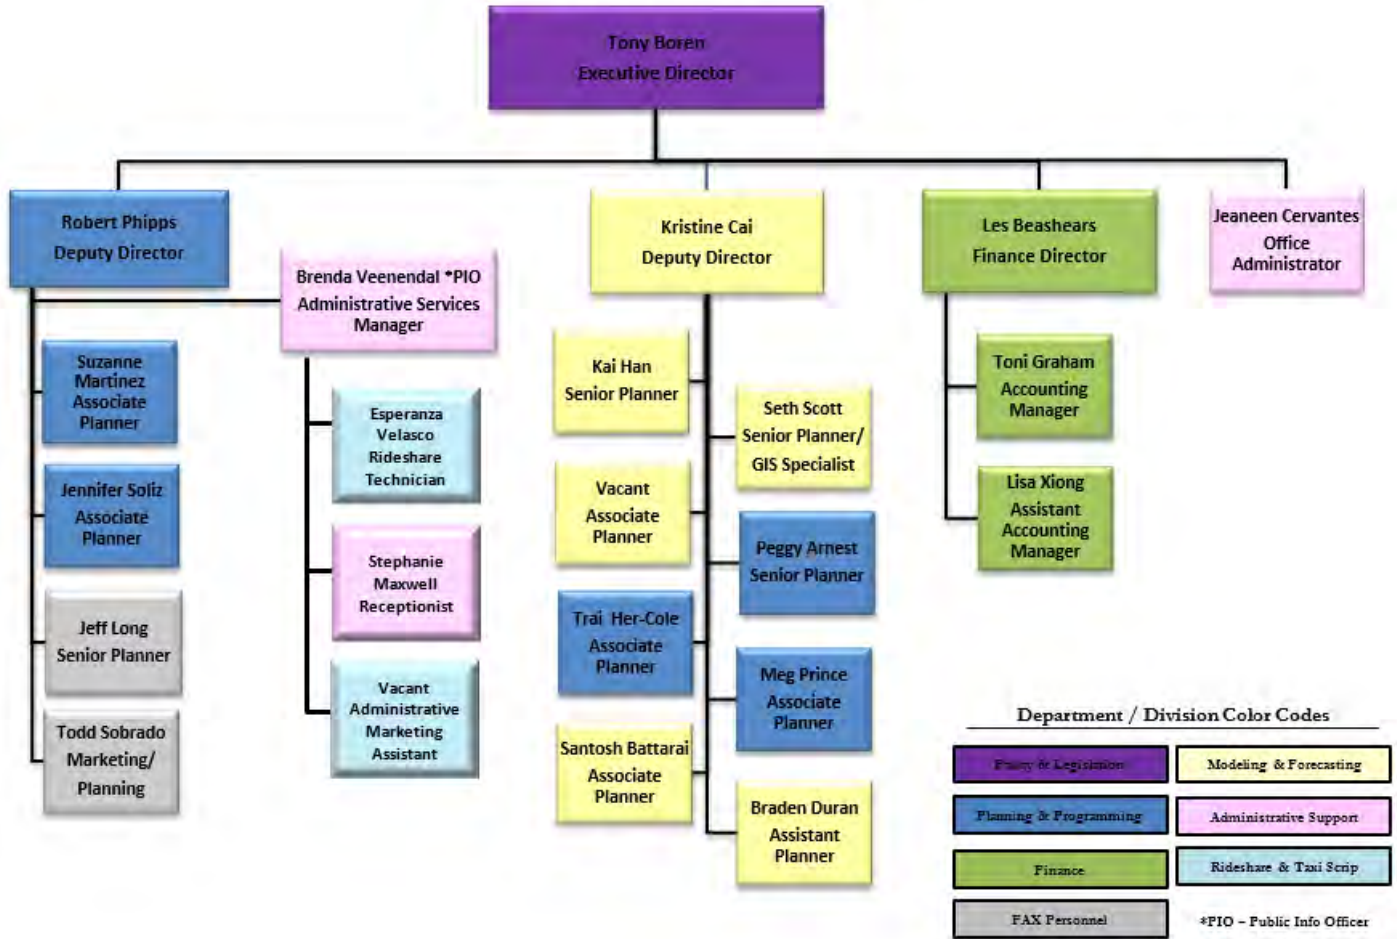 Tony Boren
Executive Director
Robert Phipps
Deputy Director
Brenda Veenendal *PIO
Administrative Services
Manager
Suzanne
Martinez
Associate
Planner
Jennifer Soliz
Associate
Planner
Jeff Long
Senior Planner
Todd Sobrado
Marketing/
Planning
Esperanza
Velasco
Rideshare
Technician
Stephanie
Maxwell
Receptionist
Vacant
Administrative
Marketing
Assistant
Kristine Cai
Deputy Director
Kai Han
Senior Planner
Vacant
Associate
Planner
Trai Her-Cole
Associate
Planner
Santosh Battarai
Associate
Planner
Seth Scott
Senior Planner/
GIS Specialist
Peggy Arnest
Senior Planner
Meg Prince
Associate
Planner
Braden Duran
Assistant
Planner
Les Beashears
Finance Director
Toni Graham
Accounting
Manager
Lisa Xiong
Assistant
Accounting
Manager
Jeaneen Cervantes
Office
Administrator
Department / Division Color Codes
Policy & Legislation
Modeling & Forecasting
Planning & Programming
Administrative Support
Finance
Rideshare & Taxi Scrip
FAX Personnel
*PIO – Public Info Officer